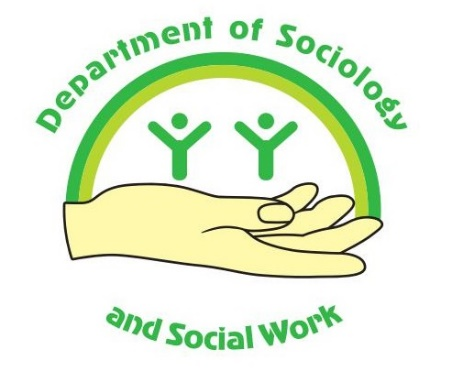 Department of Sociology
and Social Work